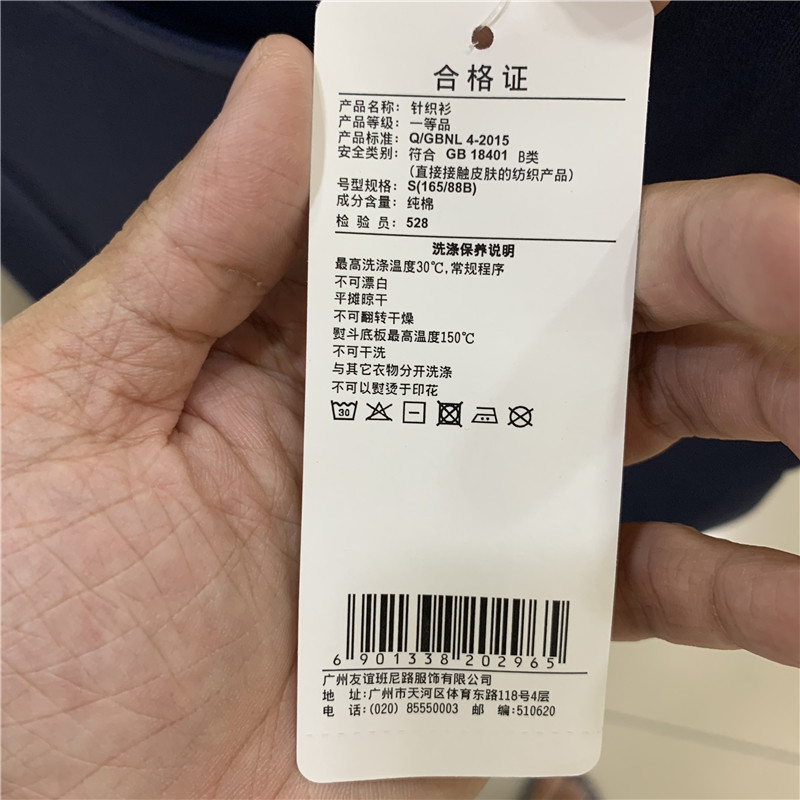 合格证
产品名称：针织衫
产品等级：一等品
产品标准：Q/GBNL 4-2015
安全类别：符合 GB 18401 B类
（直接接触皮肤的纺织产品）
号型规格：S(165/88B)
成分含量：纯棉
检 验 员：528
洗涤保养说明
最高洗涤温度30℃,常规程序
不可漂白
平摊晾干
不可翻转干燥
熨斗底板最高温度150℃
不可干洗
与其它衣物分开洗涤
不可以熨烫于印花
30
6 901338 202965
广州友谊班尼路服饰有限公司
地 址:广州市天河区体育东路118号4层
电 话:(020) 85550003 邮 编:510620